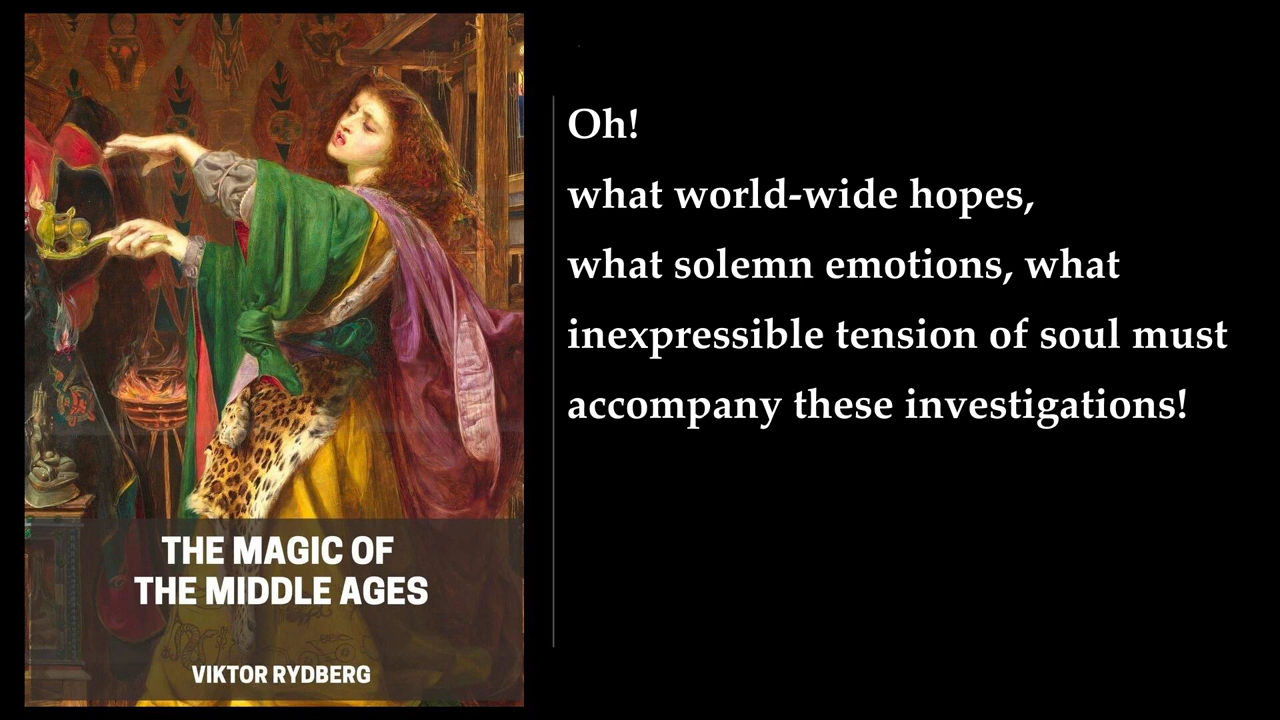 THE MAGIC OF
THE MIDDLE AGES
VIKTOR RYDBERG
Oh!
what world-wide hopes,
what solemn emotions, what
inexpressible tension of soul must
accompany these investigations!